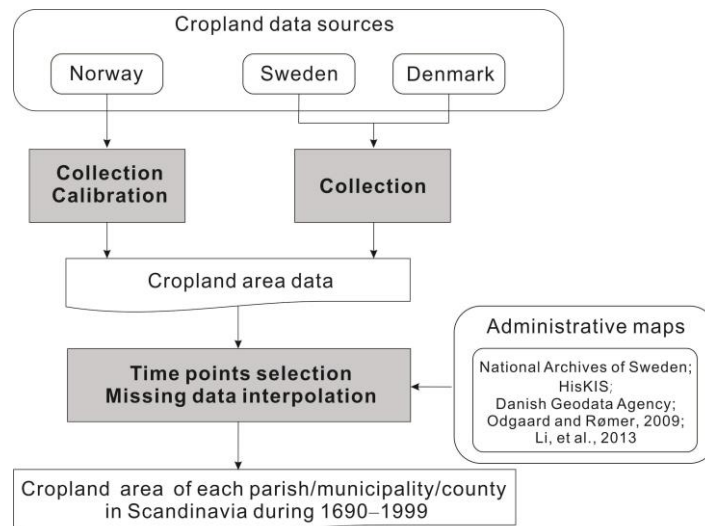 Cropland data sources
Norway
Sweden
Denmark
Collection
Calibration
Collection
Cropland area data
Administrative maps
National Archives of Sweden;
HisKIS;
Danish Geodata Agency;
Odgaard and Rømer, 2009;
Li, et al., 2013
Time points selection
Missing data interpolation
Cropland area of each parish/municipality/county
in Scandinavia during 1690–1999